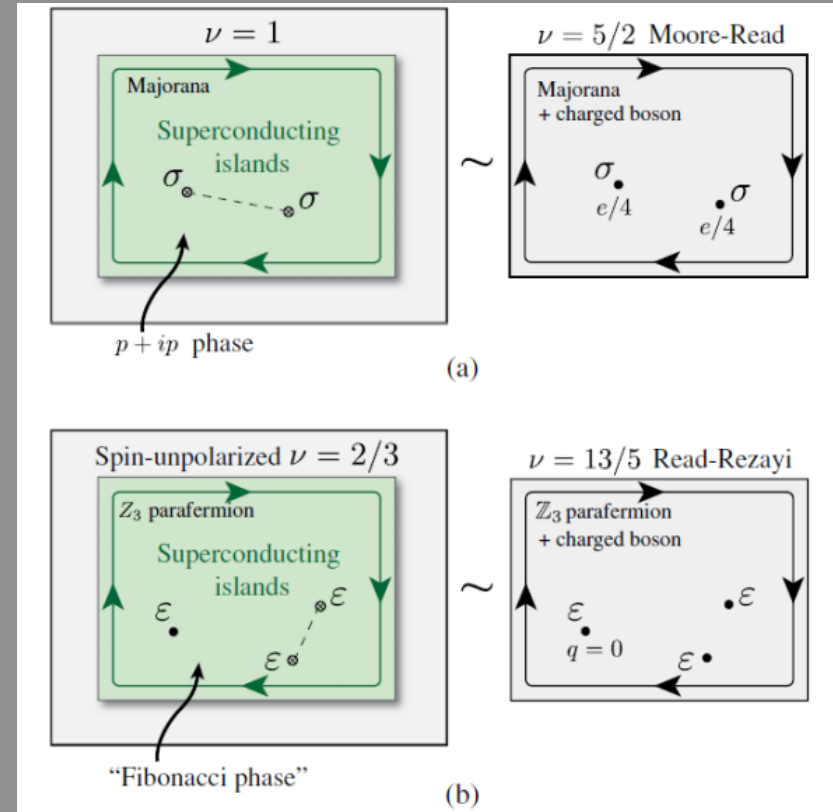 ν = 1
ν = 5/2 Moore-Read
Majorana
Superconducting
islands
σ
σ
p + ip phase
~
Majorana
+ charged boson
σ
e/4
σ
e/4
(a)
Spin-unpolarized ν = 2/3
ν = 13/5 Read-Rezayi
Z₃ parafermion
Superconducting
islands
ε
ε
ε
"Fibonacci phase"
~
ℤ₃ parafermion
+ charged boson
ε
ε
q = 0
ε
(b)